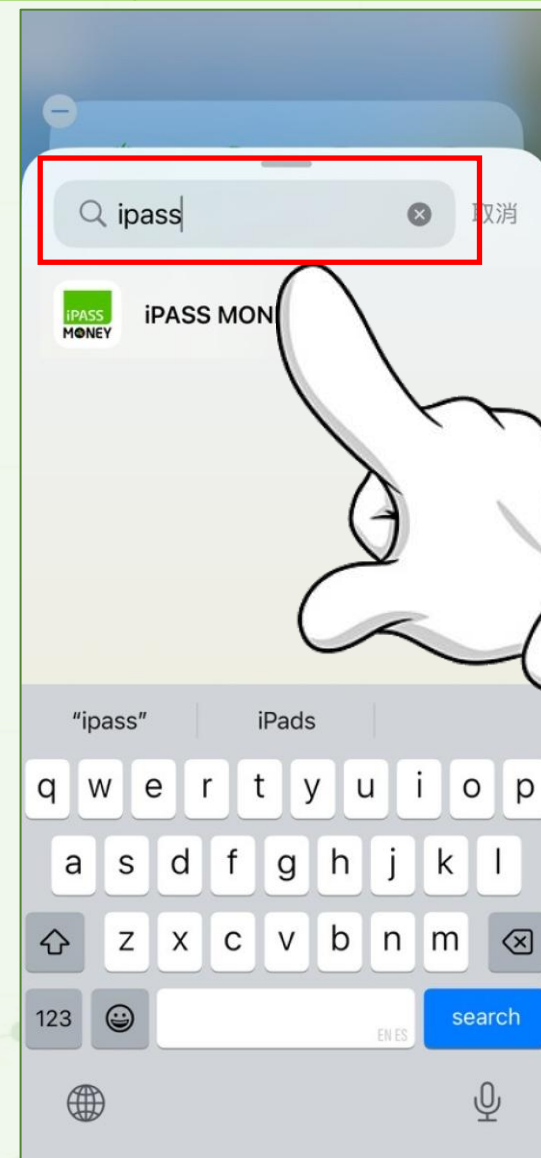 ipass
取消
iPASS
MONEY
iPASS MON
"ipass" iPads
q w e r t y u i o p
a s d f g h j k l
z x c v b n m
123 EN ES search